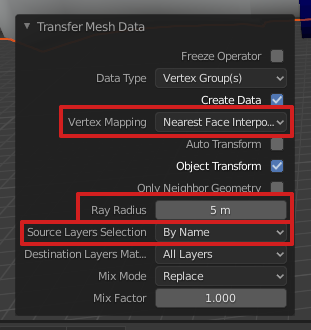 Transfer Mesh Data
Freeze Operator
Data Type Vertex Group(s)
Create Data
Vertex Mapping Nearest Face Interpo...
Auto Transform
Object Transform
Only Neighbor Geometry
Ray Radius 5 m
Source Layers Selection By Name
Destination Layers Mat... All Layers
Mix Mode Replace
Mix Factor 1.000